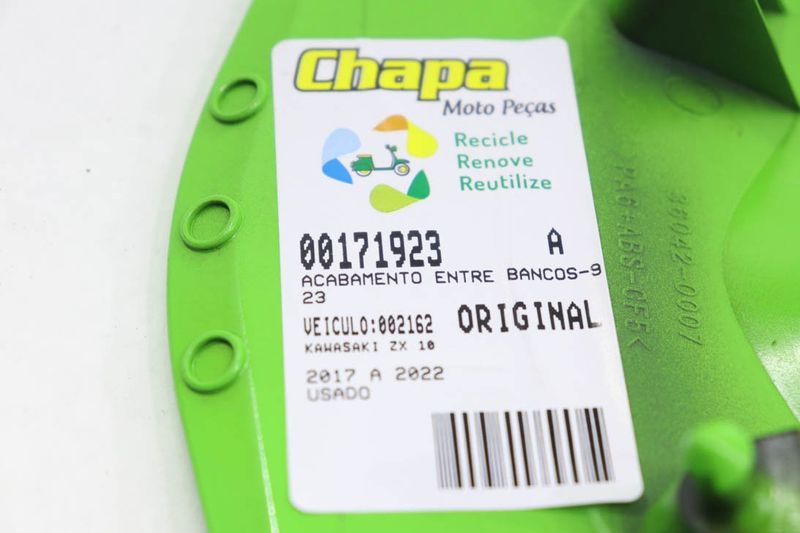 Chapa
Moto Peças
Recicle
Renove
Reutilize
00171923 A
ACABAMENTO ENTRE BANCOS-9
23
VEICULO:002162 ORIGINAL
KAWASAKI ZX 10
2017 A 2022
USADO
36042-0007
>PA6+ABS-GF5<